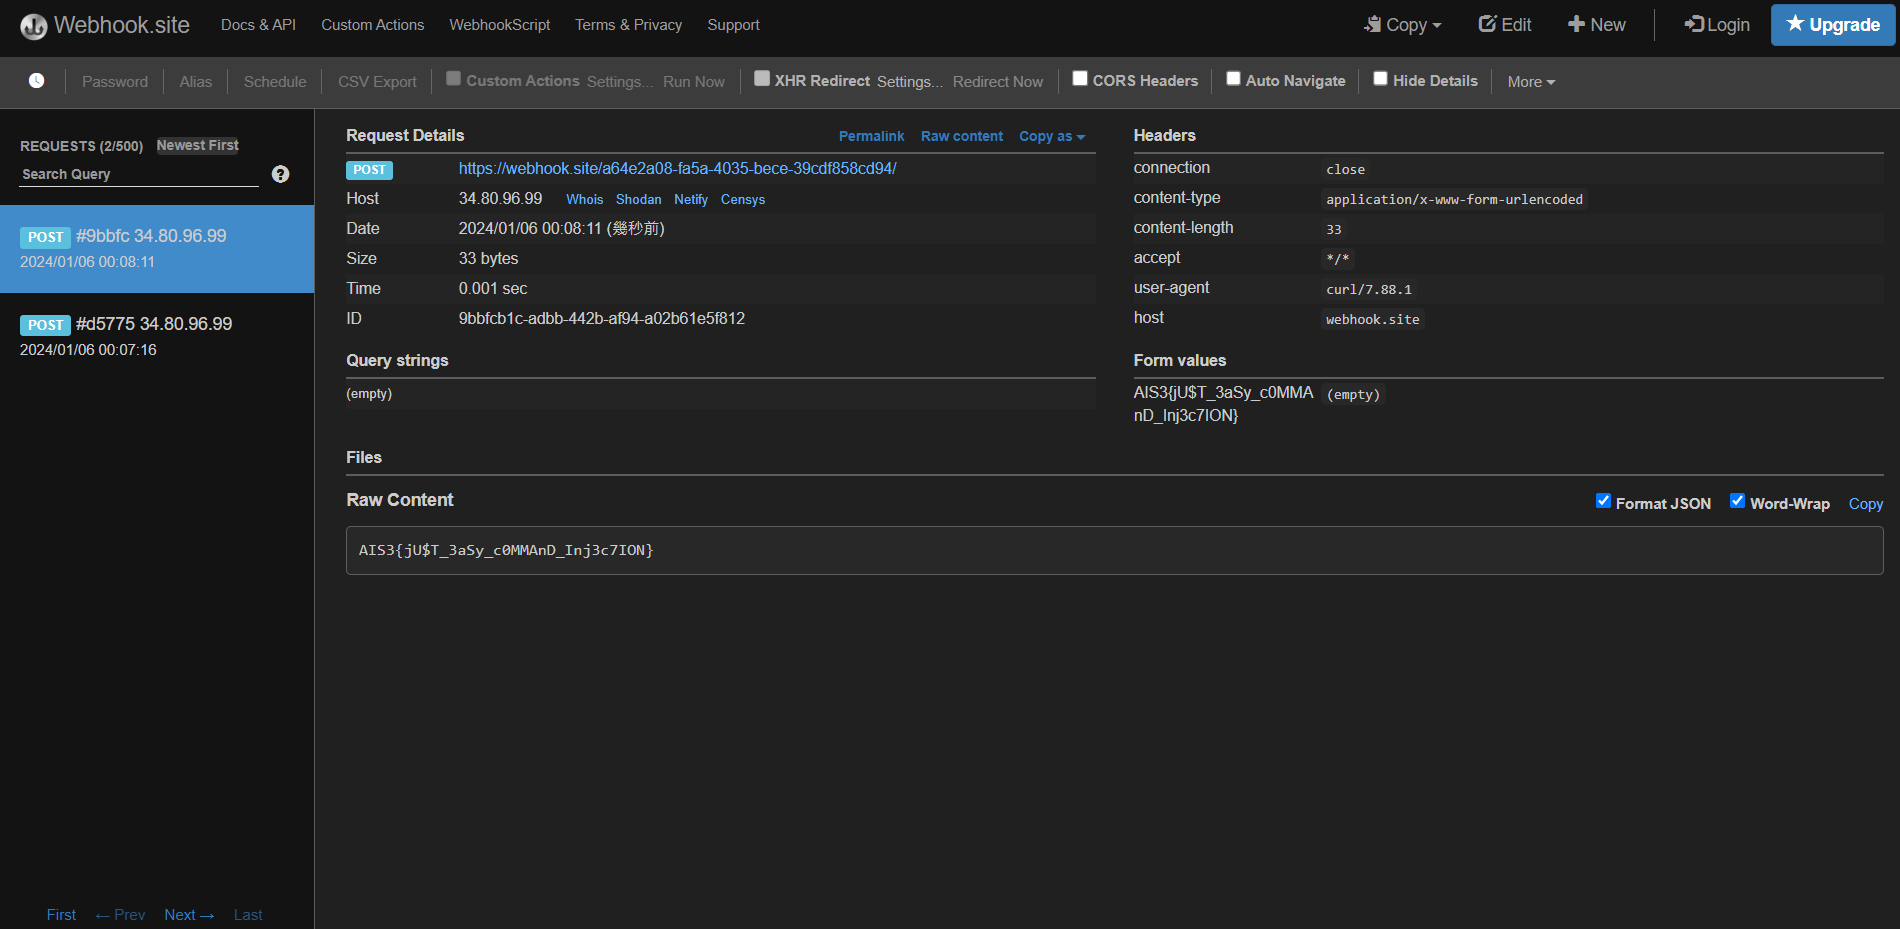 Webhook.site Docs & API Custom Actions WebhookScript Terms & Privacy Support Copy Edit New Login Upgrade
Password Alias Schedule CSV Export Custom Actions Settings... Run Now XHR Redirect Settings... Redirect Now CORS Headers Auto Navigate Hide Details More
REQUESTS (2/500) Newest First
Search Query ?
POST #9bbfc 34.80.96.99
2024/01/06 00:08:11
POST #d5775 34.80.96.99
2024/01/06 00:07:16
First ← Prev Next → Last
Request Details Permalink Raw content Copy as
POST https://webhook.site/a64e2a08-fa5a-4035-bece-39cdf858cd94/
Host 34.80.96.99 Whois Shodan Netify Censys
Date 2024/01/06 00:08:11 (幾秒前)
Size 33 bytes
Time 0.001 sec
ID 9bbfcb1c-adbb-442b-af94-a02b61e5f812
Headers
connection close
content-type application/x-www-form-urlencoded
content-length 33
accept */*
user-agent curl/7.88.1
host webhook.site
Query strings
(empty)
Form values
AIS3{jU$T_3aSy_c0MMA (empty)
nD_Inj3c7ION}
Files
Raw Content Format JSON Word-Wrap Copy
AIS3{jU$T_3aSy_c0MMAnD_Inj3c7ION}